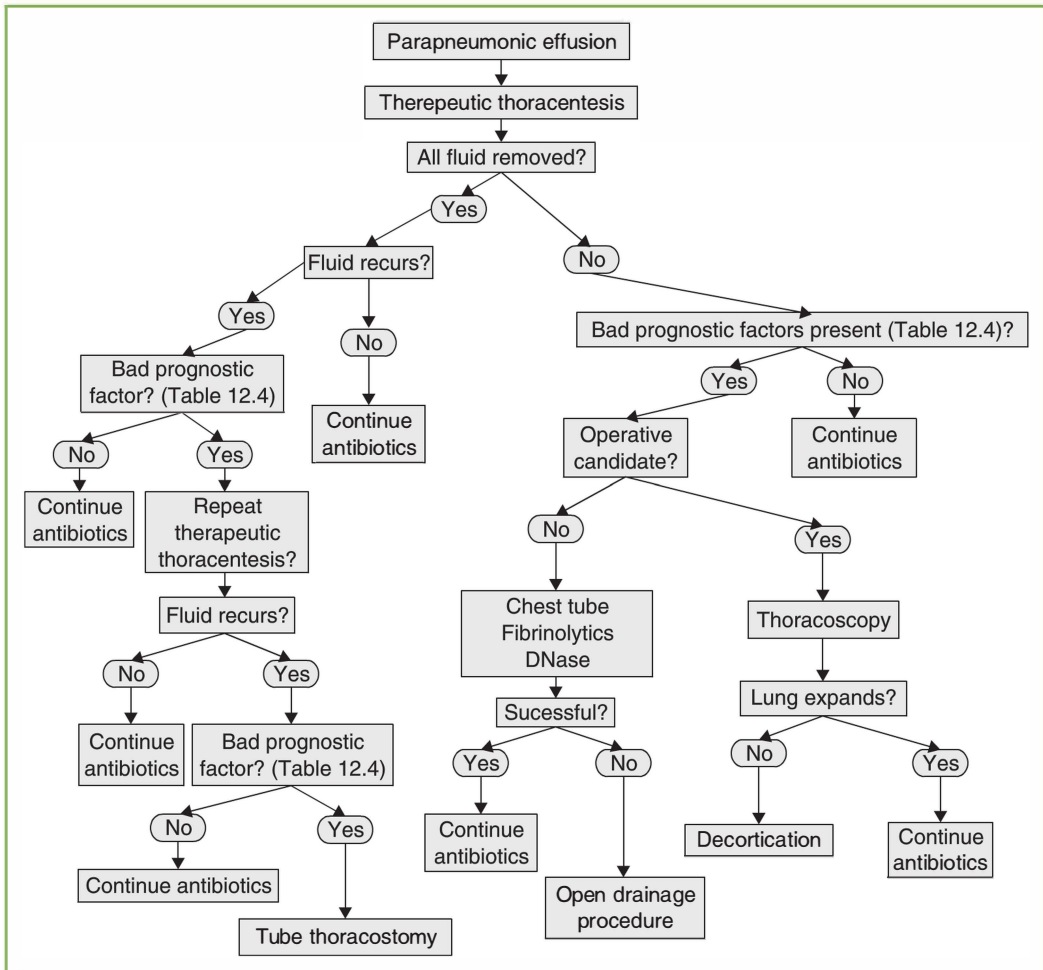 Parapneumonic effusion
Therepeutic thoracentesis
All fluid removed?
Yes
No
Fluid recurs?
Yes
No
Bad prognostic factors present (Table 12.4)?
Bad prognostic
factor? (Table 12.4)
Yes
No
Continue
antibiotics
Operative
candidate?
Continue
antibiotics
No
Yes
Continue
antibiotics
Repeat
therapeutic
thoracentesis?
No
Yes
Fluid recurs?
Chest tube
Fibrinolytics
DNase
Thoracoscopy
No
Yes
Lung expands?
Sucessful?
Continue
antibiotics
Bad prognostic
factor? (Table 12.4)
Yes
No
No
Yes
No
Yes
Continue
antibiotics
Decortication
Continue
antibiotics
Continue antibiotics
Open drainage
procedure
Tube thoracostomy